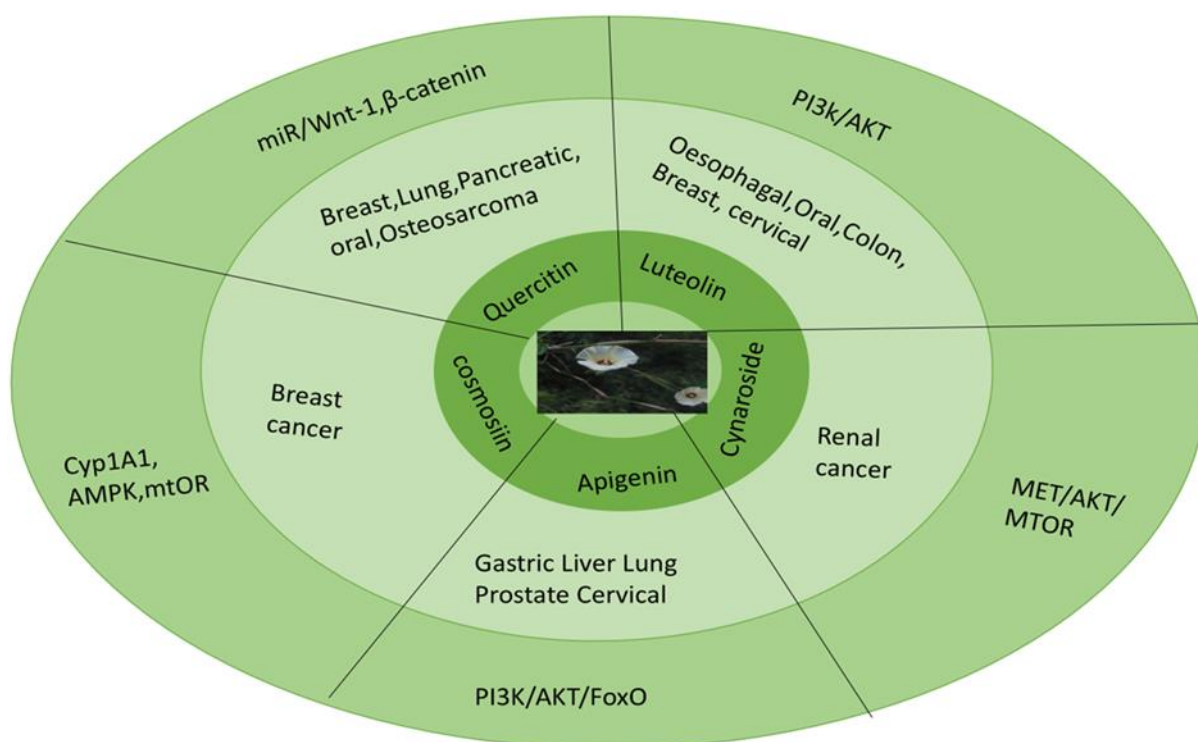 miR/Wnt-1,β-catenin
PI3k/AKT
Breast,Lung,Pancreatic,
oral,Osteosarcoma
Oesophagal,Oral,Colon,
Breast, cervical
Quercitin
Luteolin
cosmosiin
Cynaroside
Apigenin
Breast
cancer
Renal
cancer
Cyp1A1,
AMPK,mtOR
MET/AKT/
MTOR
Gastric Liver Lung
Prostate Cervical
PI3K/AKT/FoxO